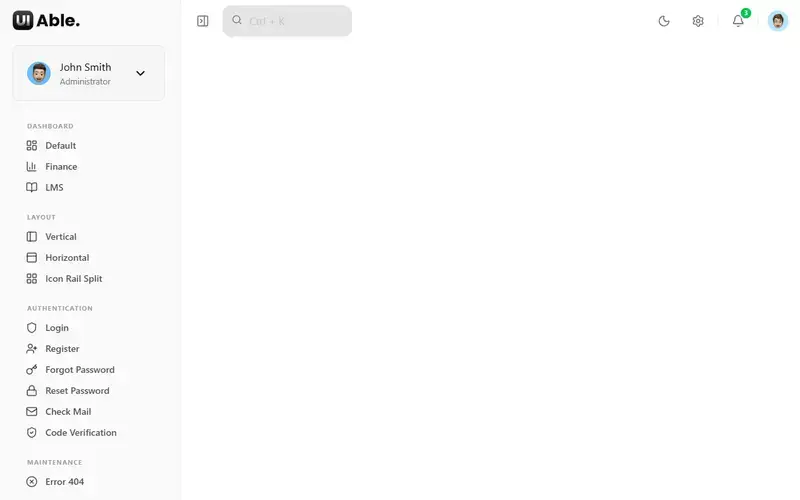 UI Able.
Ctrl + K
3
John Smith
Administrator
DASHBOARD
Default
Finance
LMS
LAYOUT
Vertical
Horizontal
Icon Rail Split
AUTHENTICATION
Login
Register
Forgot Password
Reset Password
Check Mail
Code Verification
MAINTENANCE
Error 404